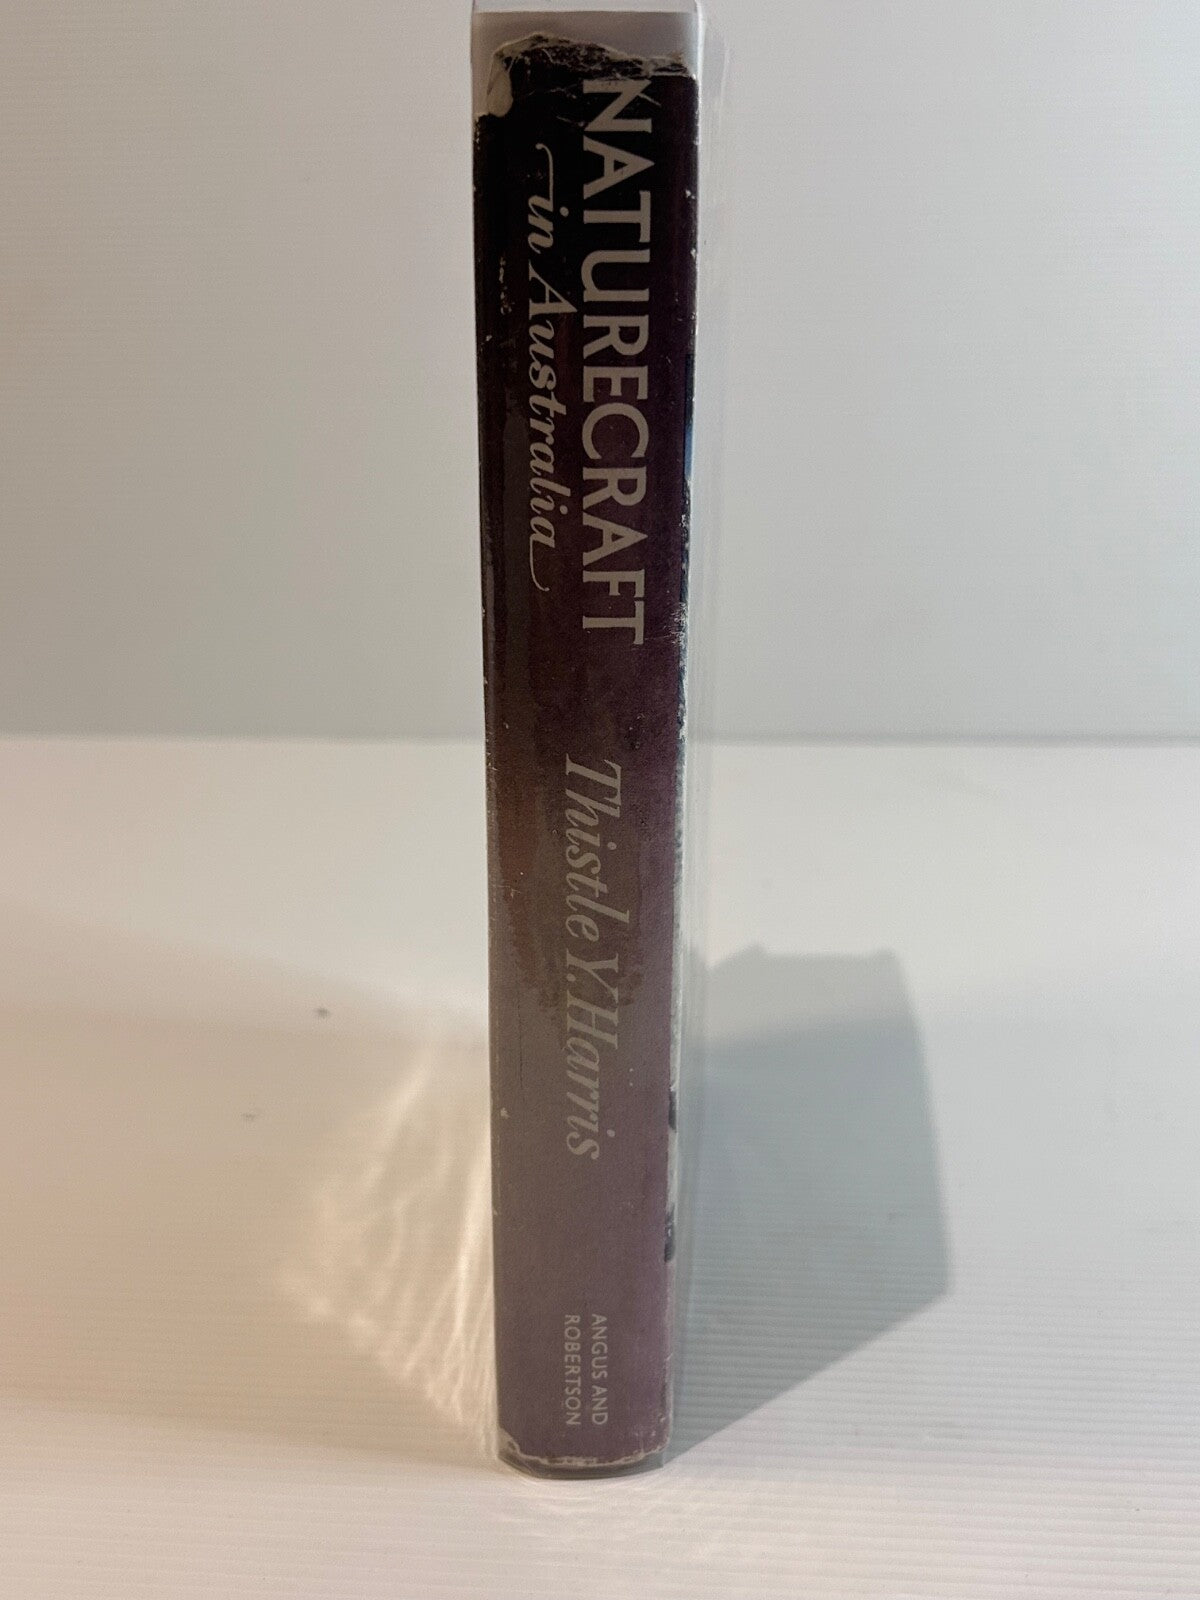 NATURECRAFT
in Australia
Thistle Y. Harris
ANGUS AND
ROBERTSON